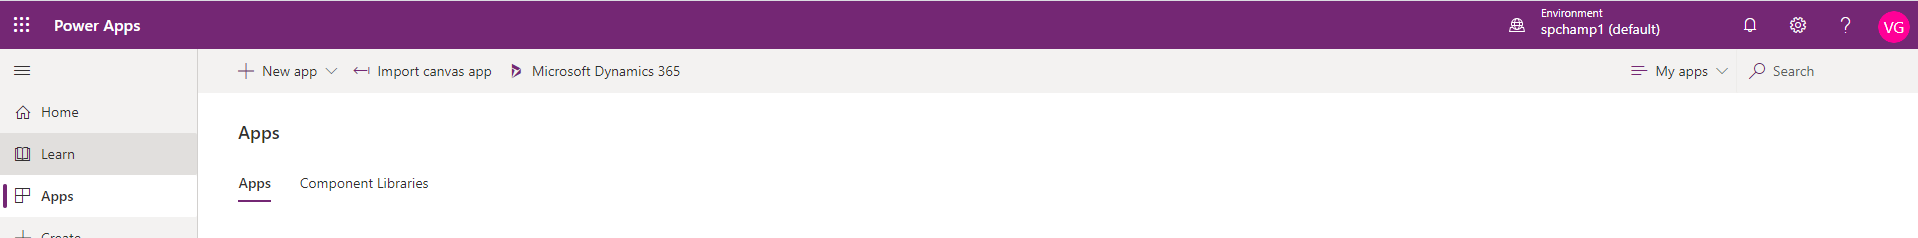 Power Apps
Environment
spchamp1 (default)
VG
New app
Import canvas app
Microsoft Dynamics 365
My apps
Search
Home
Learn
Apps
Create
Apps
Apps
Component Libraries